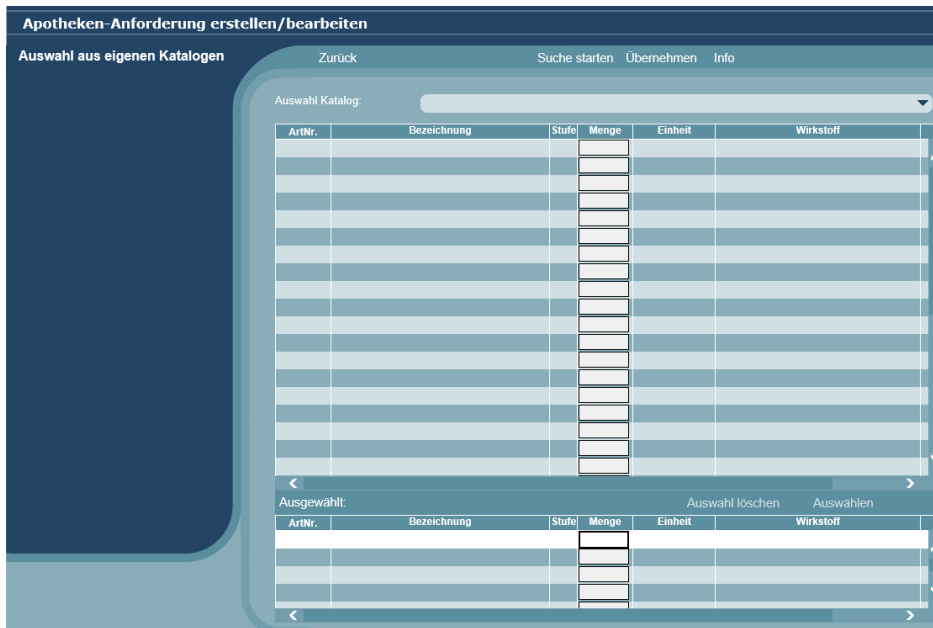 Apotheken-Anforderung erstellen/bearbeiten
Auswahl aus eigenen Katalogen
Zurück Suche starten Übernehmen Info
Auswahl Katalog:
ArtNr. Bezeichnung Stufe Menge Einheit Wirkstoff
Ausgewählt: Auswahl löschen Auswählen
ArtNr. Bezeichnung Stufe Menge Einheit Wirkstoff